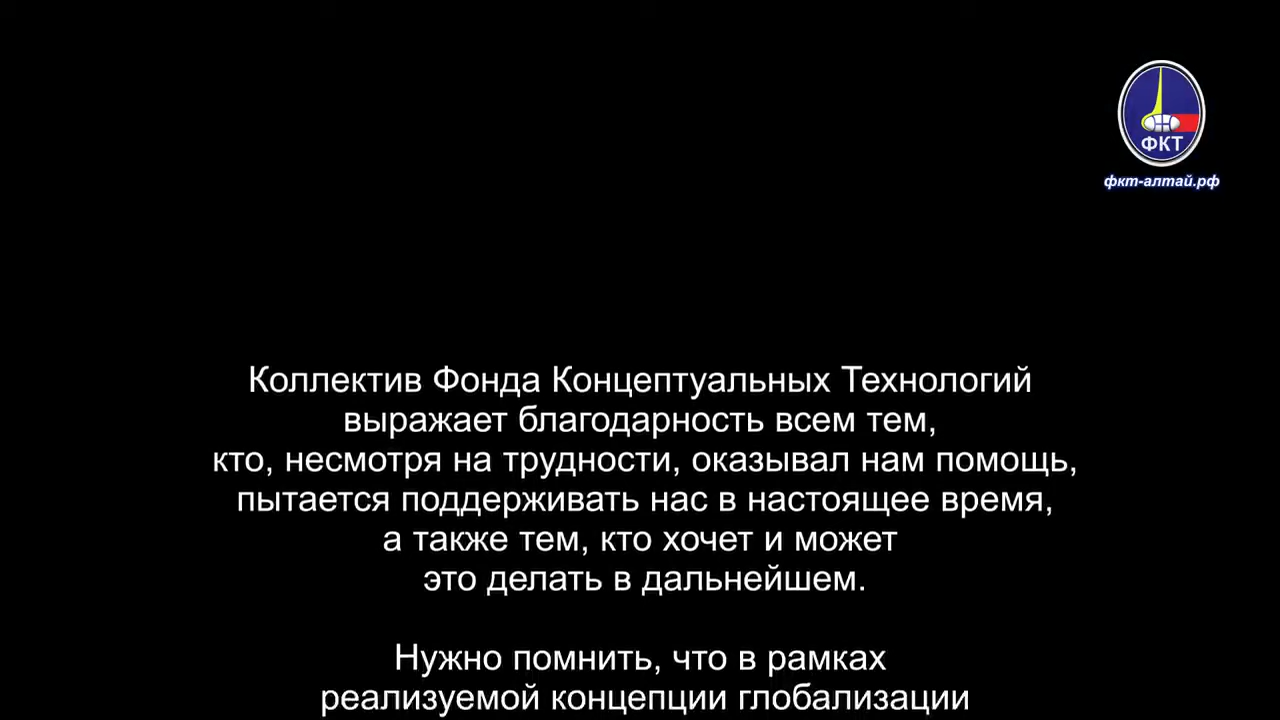 ФКТ
фкт-алтай.рф
Коллектив Фонда Концептуальных Технологий
выражает благодарность всем тем,
кто, несмотря на трудности, оказывал нам помощь,
пытается поддерживать нас в настоящее время,
а также тем, кто хочет и может
это делать в дальнейшем.
Нужно помнить, что в рамках
реализуемой концепции глобализации